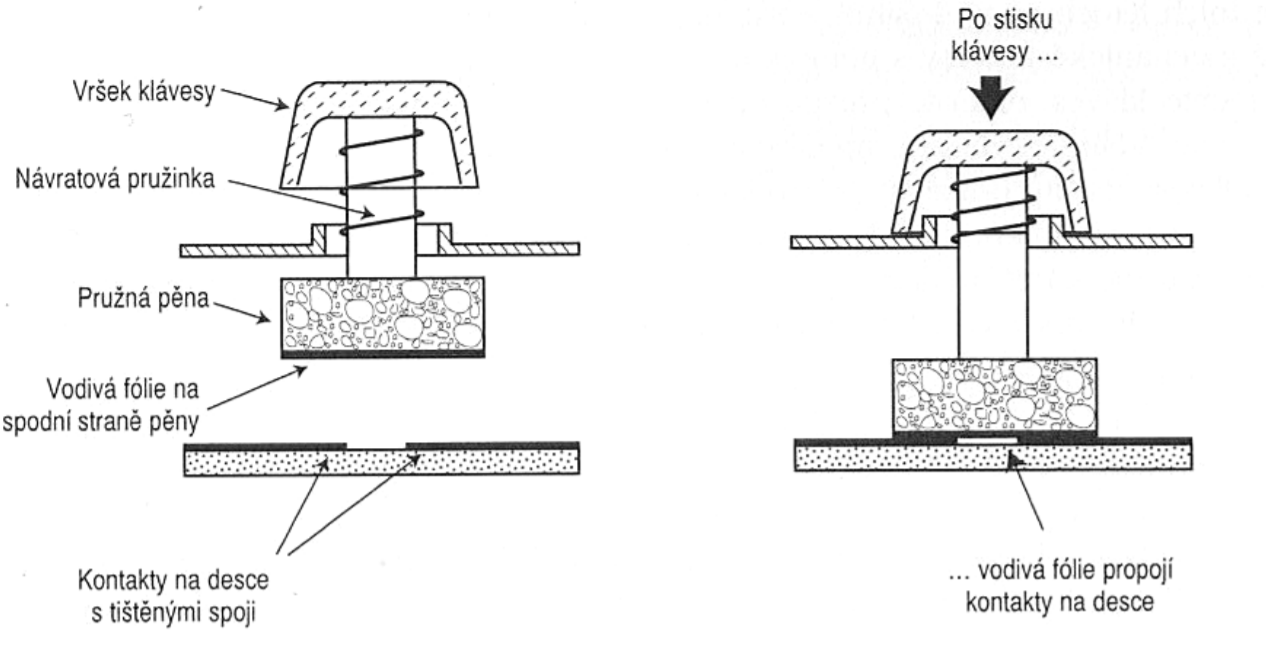 Vršek klávesy
Návratová pružinka
Pružná pěna
Vodivá fólie na
spodní straně pěny
Kontakty na desce
s tištěnými spoji
Po stisku
klávesy ...
... vodivá fólie propojí
kontakty na desce